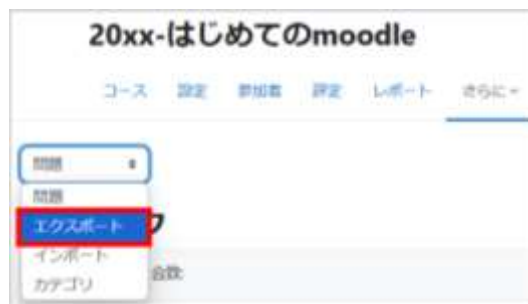 20xx-はじめてのmoodle
コース 設定 参加者 評定 レポート さらに
問題
問題
エクスポート
インポート
カテゴリ